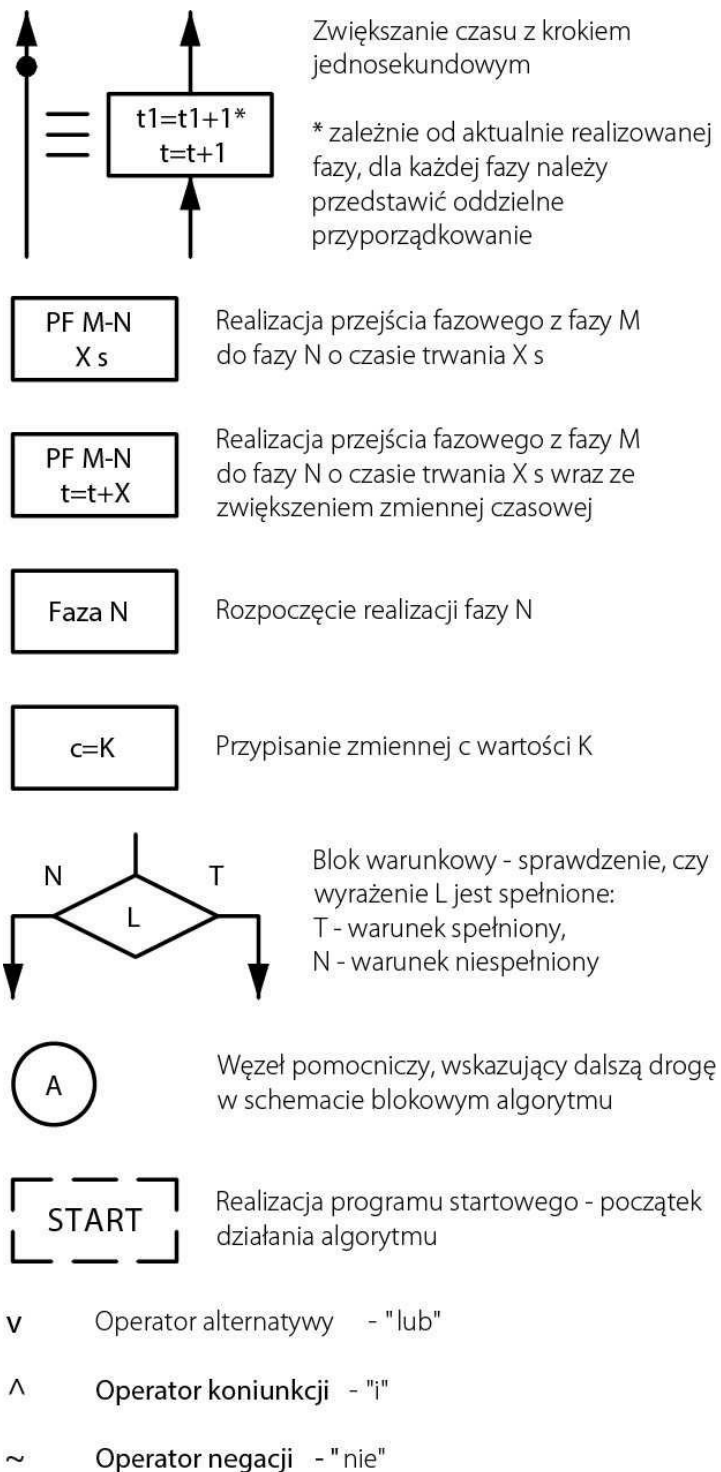 Zwiększanie czasu z krokiem
jednosekundowym
t1=t1+1*
t=t+1
* zależnie od aktualnie realizowanej
fazy, dla każdej fazy należy
przedstawić oddzielne
przyporządkowanie
PF M-N
X s
Realizacja przejścia fazowego z fazy M
do fazy N o czasie trwania X s
PF M-N
t=t+X
Realizacja przejścia fazowego z fazy M
do fazy N o czasie trwania X s wraz ze
zwiększeniem zmiennej czasowej
Faza N
Rozpoczęcie realizacji fazy N
c=K
Przypisanie zmiennej c wartości K
N
T
L
Blok warunkowy - sprawdzenie, czy
wyrażenie L jest spełnione:
T - warunek spełniony,
N - warunek niespełniony
A
Węzeł pomocniczy, wskazujący dalszą drogę
w schemacie blokowym algorytmu
START
Realizacja programu startowego - początek
działania algorytmu
v Operator alternatywy - "lub"
^ Operator koniunkcji - "i"
~ Operator negacji - "nie"